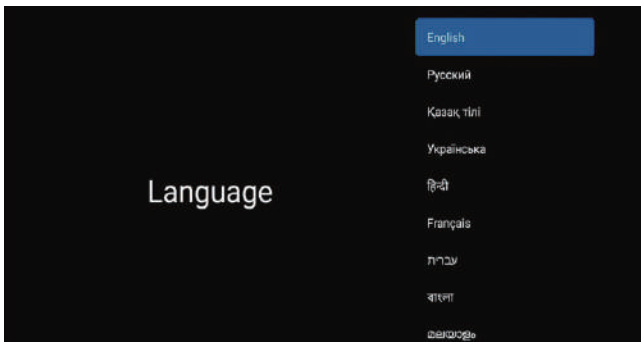 Language
English
Русский
Қазақ тілі
Українська
हिन्दी
Français
עברית
বাংলা
മലയാളം